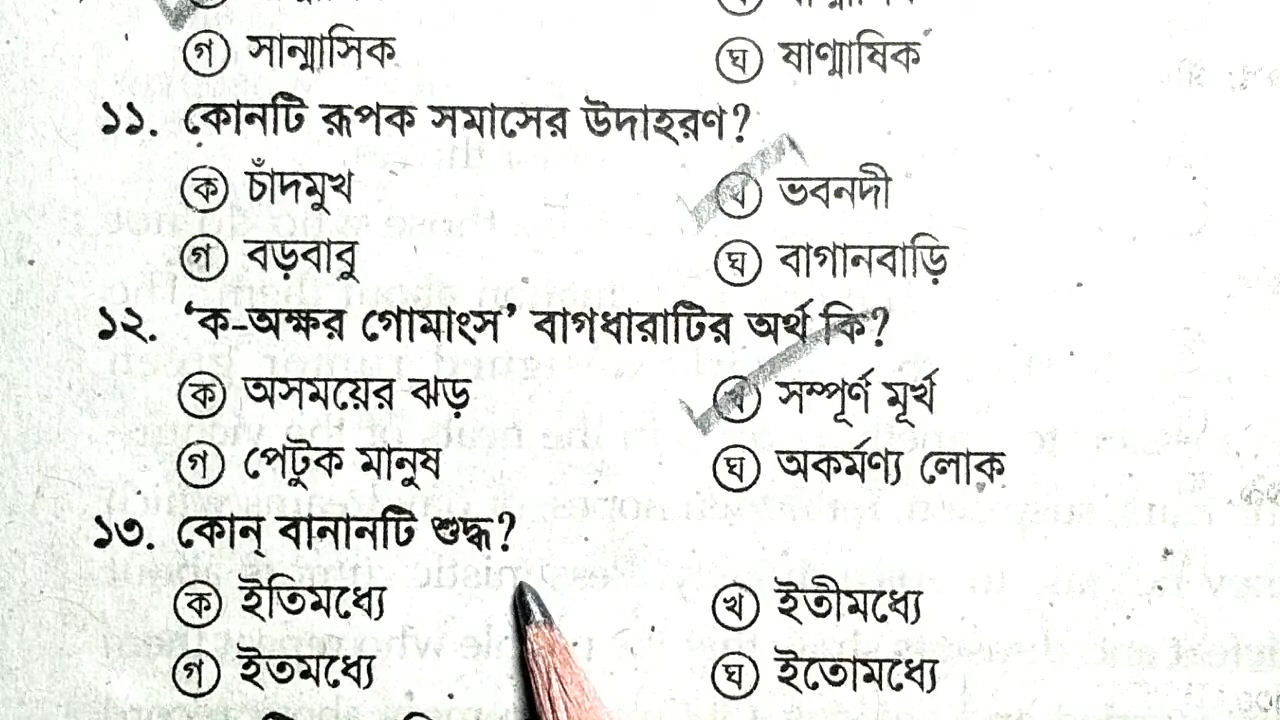 গ সান্মাসিক ঘ ষাণ্মাষিক
১১. কোনটি রূপক সমাসের উদাহরণ?
ক চাঁদমুখ ভবনদী
গ বড়বাবু ঘ বাগানবাড়ি
১২. ‘ক-অক্ষর গোমাংস’ বাগধারাটির অর্থ কি?
ক অসময়ের ঝড় সম্পূর্ণ মূর্খ
গ পেটুক মানুষ ঘ অকর্মণ্য লোক
১৩. কোন্ বানানটি শুদ্ধ?
ক ইতিমধ্যে খ ইতীমধ্যে
গ ইতমধ্যে ঘ ইতোমধ্যে